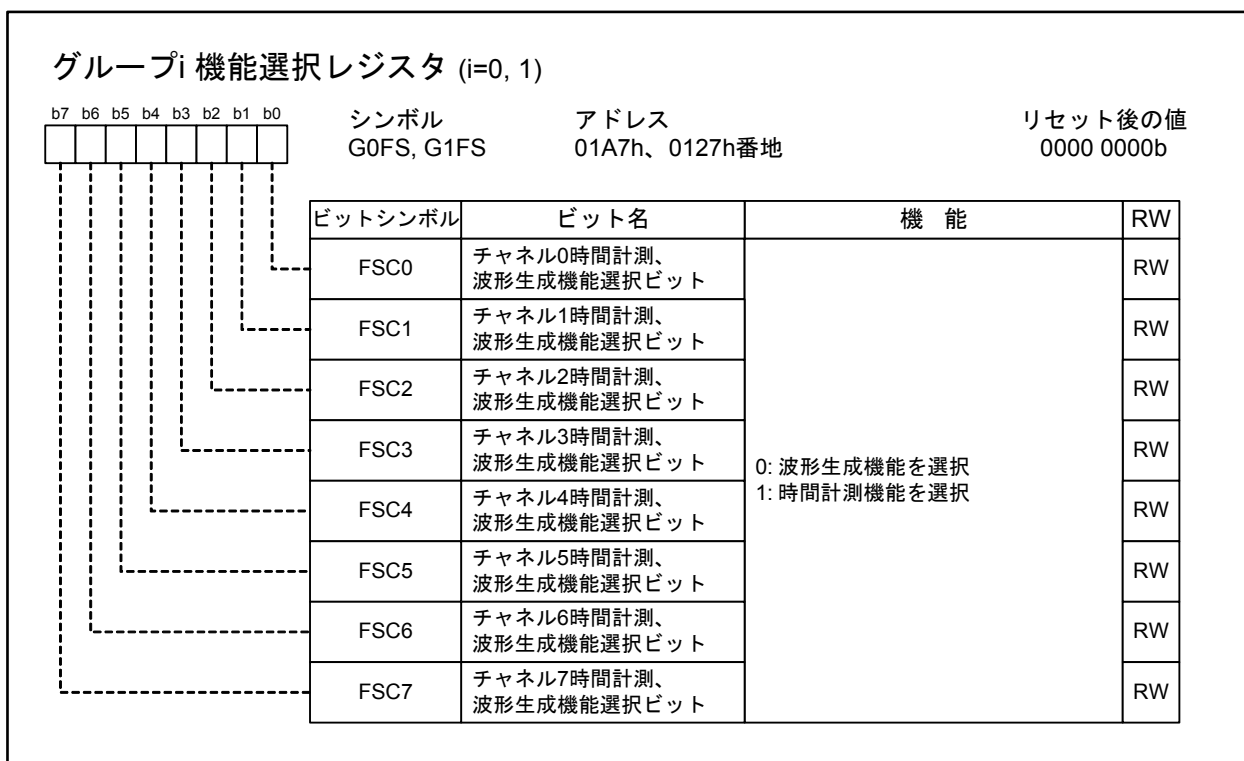 グループi 機能選択レジスタ (i=0, 1)
b7 b6 b5 b4 b3 b2 b1 b0
シンボル アドレス リセット後の値
G0FS, G1FS 01A7h、0127h番地 0000 0000b
ビットシンボル ビット名 機 能 RW
FSC0 チャネル0時間計測、
波形生成機能選択ビット RW
FSC1 チャネル1時間計測、
波形生成機能選択ビット RW
FSC2 チャネル2時間計測、
波形生成機能選択ビット RW
FSC3 チャネル3時間計測、
波形生成機能選択ビット RW
0: 波形生成機能を選択
1: 時間計測機能を選択
FSC4 チャネル4時間計測、
波形生成機能選択ビット RW
FSC5 チャネル5時間計測、
波形生成機能選択ビット RW
FSC6 チャネル6時間計測、
波形生成機能選択ビット RW
FSC7 チャネル7時間計測、
波形生成機能選択ビット RW